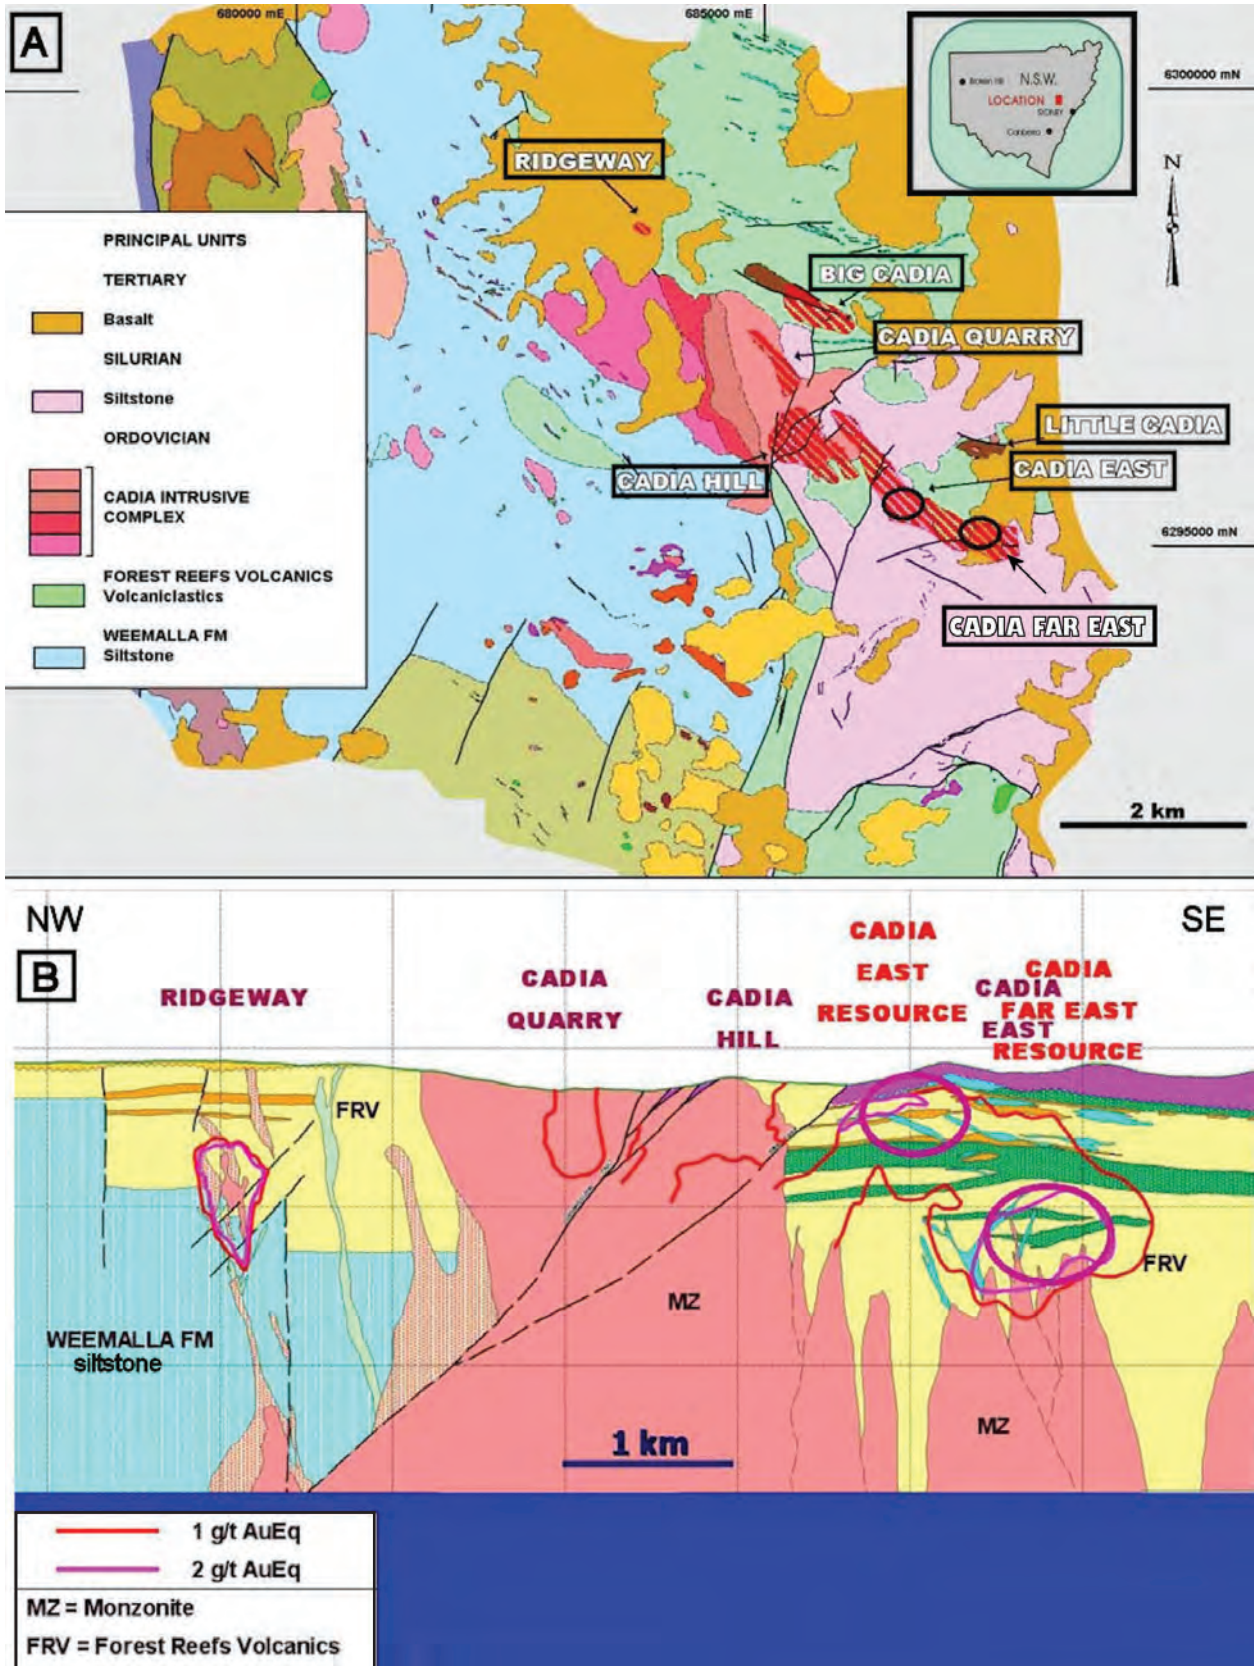 A
680000 mE
685000 mE
6300000 mN
Broken Hill
N.S.W.
LOCATION
SIDNEY
Canberra
N
RIDGEWAY
BIG CADIA
CADIA QUARRY
LITTLE CADIA
CADIA EAST
CADIA HILL
6295000 mN
CADIA FAR EAST
2 km
PRINCIPAL UNITS
TERTIARY
Basalt
SILURIAN
Siltstone
ORDOVICIAN
CADIA INTRUSIVE
COMPLEX
FOREST REEFS VOLCANICS
Volcaniclastics
WEEMALLA FM
Siltstone
NW
SE
B
RIDGEWAY
CADIA
QUARRY
CADIA
HILL
CADIA
EAST
RESOURCE
CADIA
EAST
CADIA
FAR EAST
RESOURCE
FRV
FRV
MZ
MZ
WEEMALLA FM
siltstone
1 km
1 g/t AuEq
2 g/t AuEq
MZ = Monzonite
FRV = Forest Reefs Volcanics